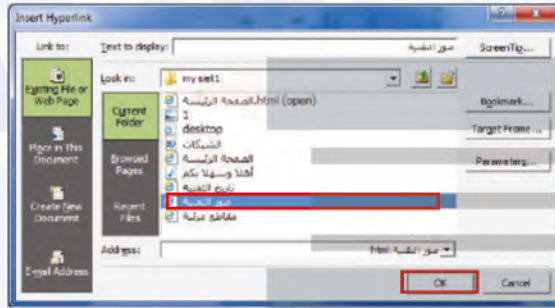 Insert Hyperlink
Link to:
Text to display:
صور التقنية
ScreenTip...
Existing File or
Web Page
Look in:
my siet1
الصفحة الرئيسة.html (open)
Bookmark...
Current
Folder
1
desktop
Target Frame...
Place in This
Document
الشبكات
الصفحة الرئيسة
Parameters...
Browsed
Pages
أهلا وسهلا بكم
تاريخ التقنية
Create New
Document
Recent
Files
صور التقنية
مقاطع مرئية
Address:
صور التقنية.html
E-mail Address
OK
Cancel